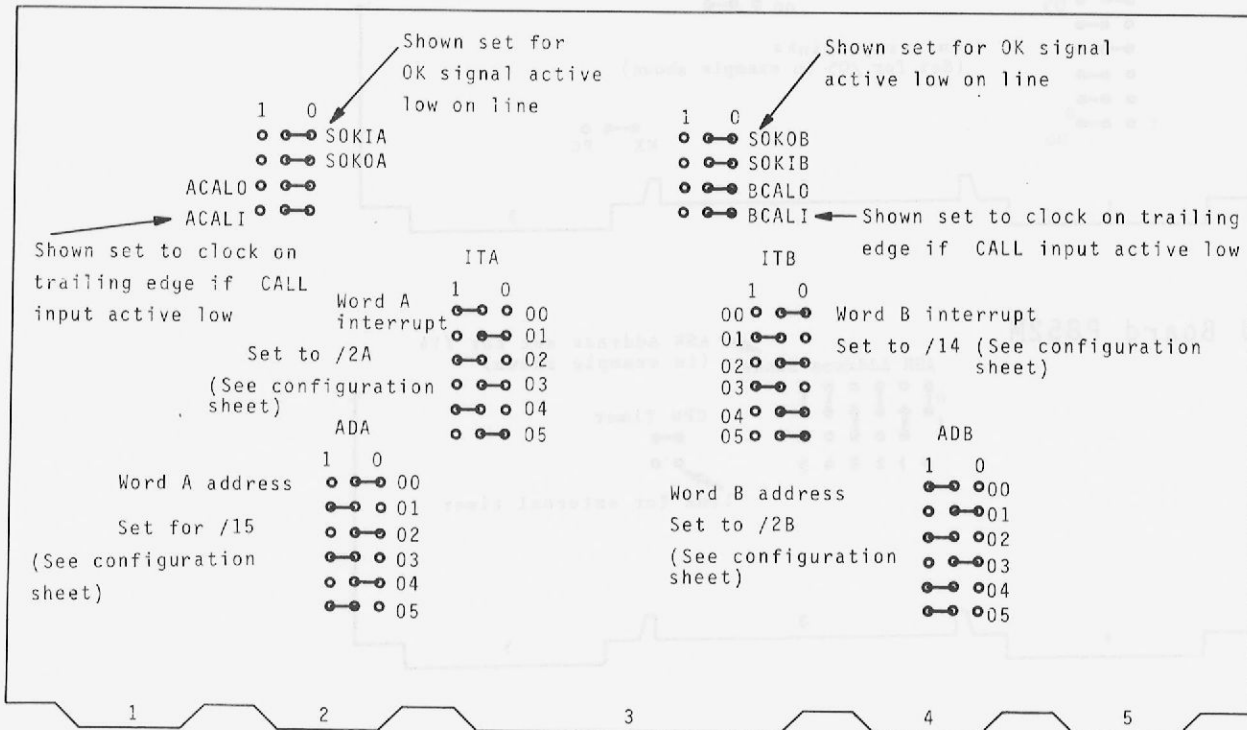 Shown set for
OK signal active
low on line
1 0
SOKIA
SOKOA
ACALO
ACALI
Shown set to clock on
trailing edge if CALL
input active low
Shown set for OK signal
active low on line
1 0
SOKOB
SOKIB
BCALO
BCALI
Shown set to clock on trailing
edge if CALL input active low
ITA
1 0
00
01
02
03
04
05
Word A
interrupt
Set to /2A
(See configuration
sheet)
ITB
1 0
00
01
02
03
04
05
Word B interrupt
Set to /14 (See configuration
sheet)
ADA
1 0
00
01
02
03
04
05
Word A address
Set for /15
(See configuration
sheet)
ADB
1 0
00
01
02
03
04
05
Word B address
Set to /2B
(See configuration
sheet)
1 2 3 4 5